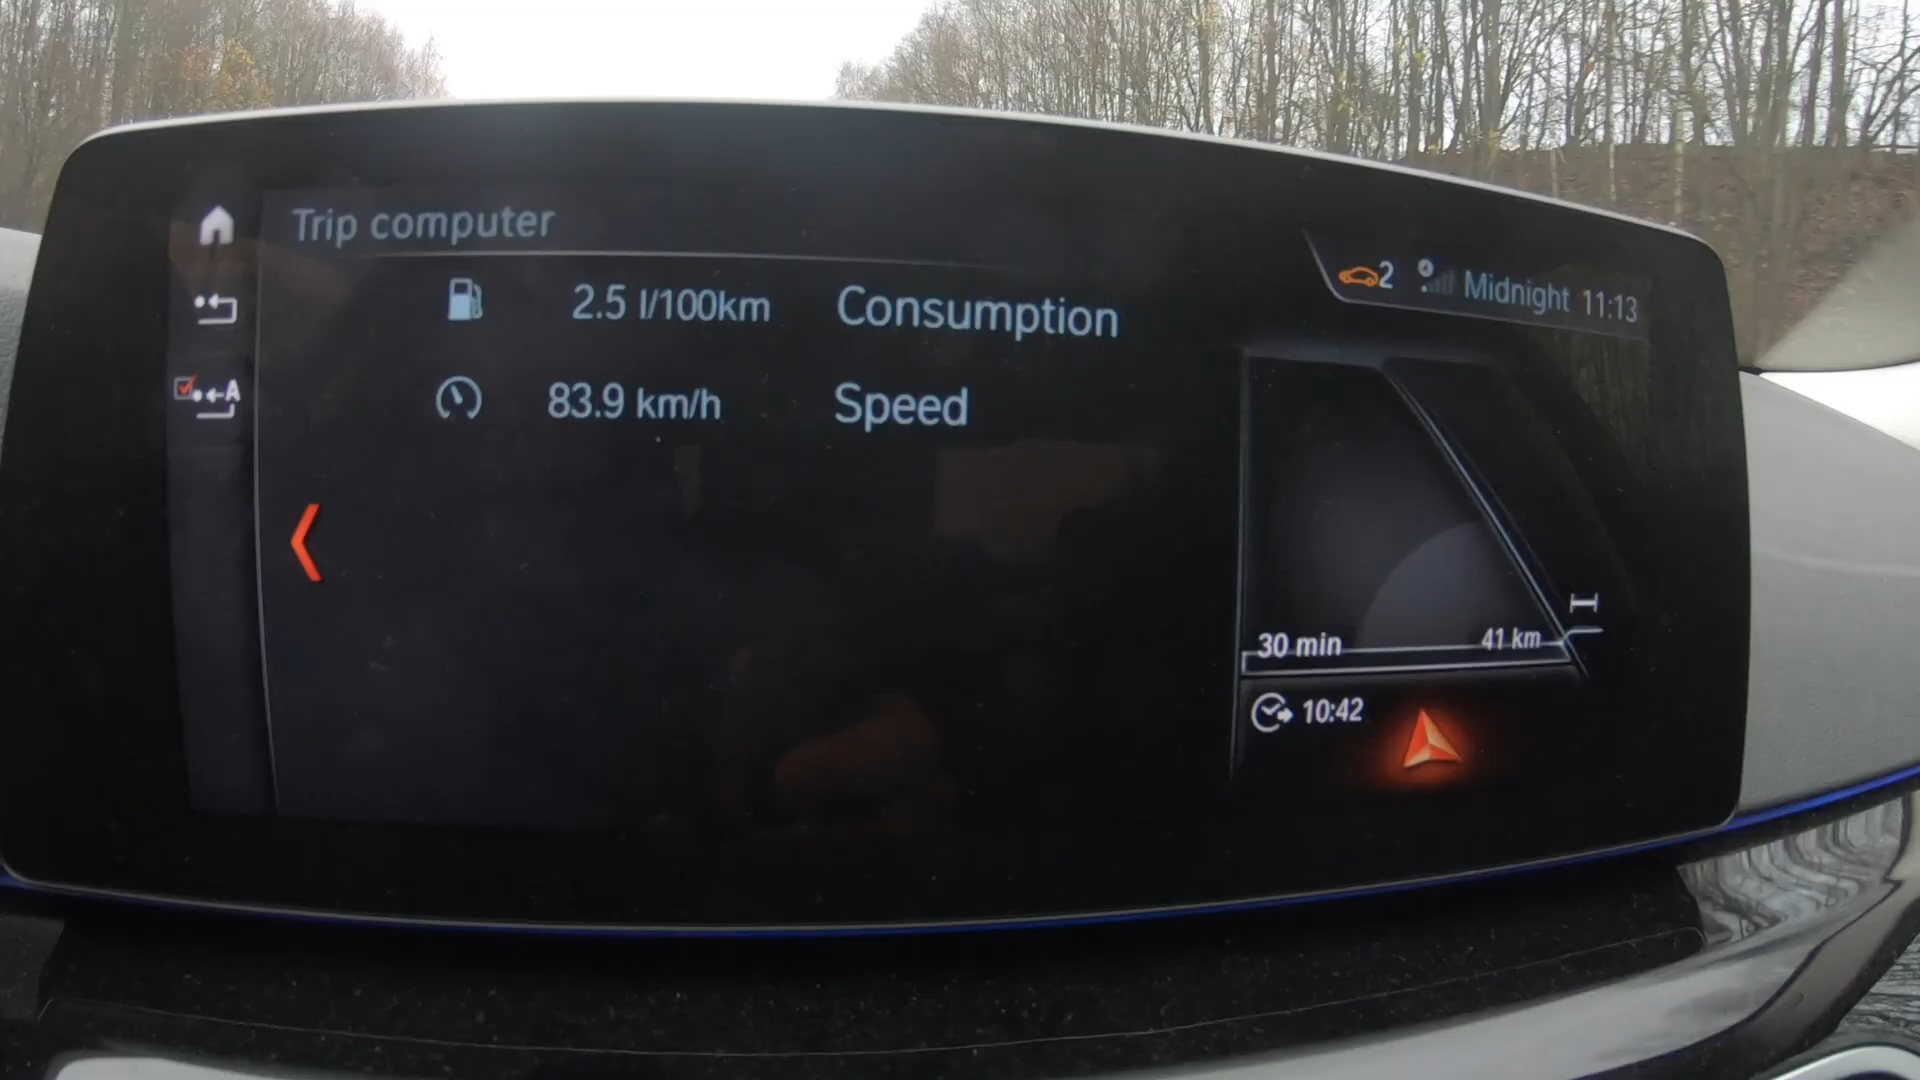 Trip computer
2 Midnight 11:13
2.5 l/100km Consumption
83.9 km/h Speed
A
30 min 41 km
10:42